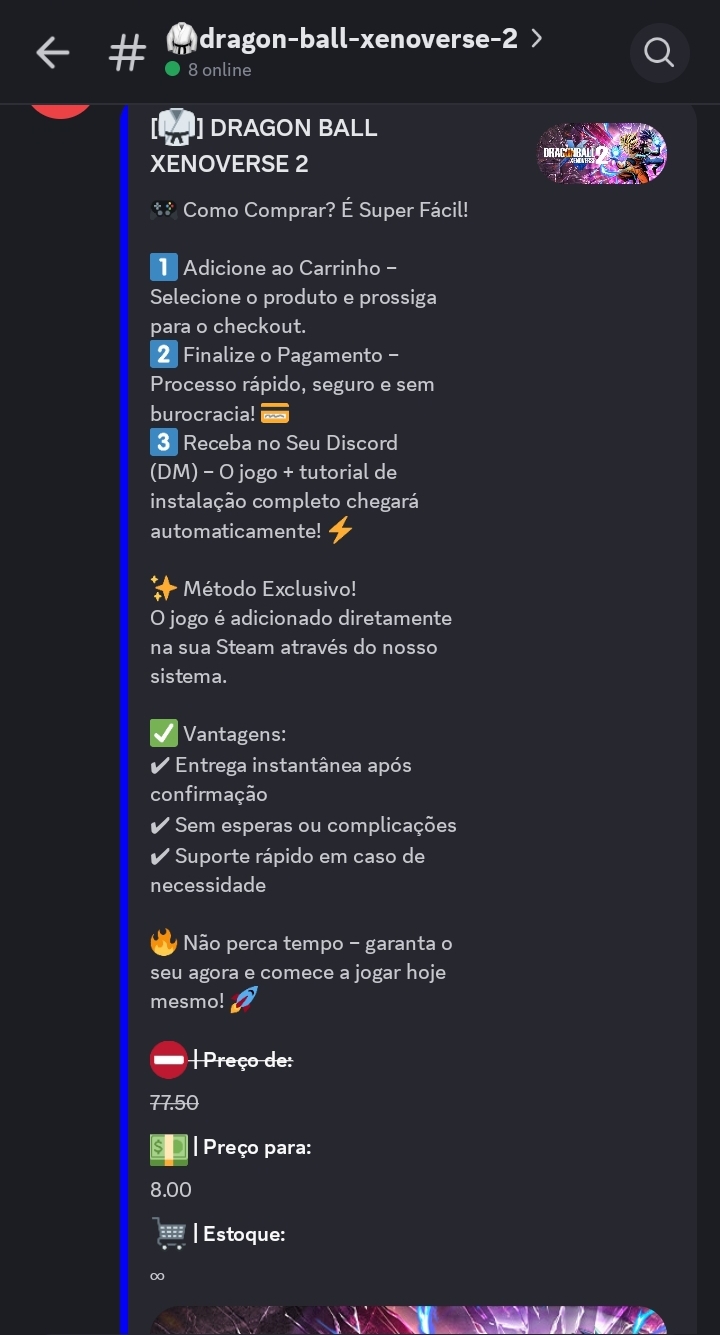 dragon-ball-xenoverse-2
8 online
[🥋] DRAGON BALL
XENOVERSE 2
DRAGONBALL
XENOVERSE 2
🎮 Como Comprar? É Super Fácil!
1️⃣ Adicione ao Carrinho –
Selecione o produto e prossiga
para o checkout.
2️⃣ Finalize o Pagamento –
Processo rápido, seguro e sem
burocracia! 💳
3️⃣ Receba no Seu Discord
(DM) – O jogo + tutorial de
instalação completo chegará
automaticamente! ⚡
✨ Método Exclusivo!
O jogo é adicionado diretamente
na sua Steam através do nosso
sistema.
✅ Vantagens:
✔ Entrega instantânea após
confirmação
✔ Sem esperas ou complicações
✔ Suporte rápido em caso de
necessidade
🔥 Não perca tempo – garanta o
seu agora e comece a jogar hoje
mesmo! 🚀
⛔ | Preço de:
77.50
💵 | Preço para:
8.00
🛒 | Estoque:
∞